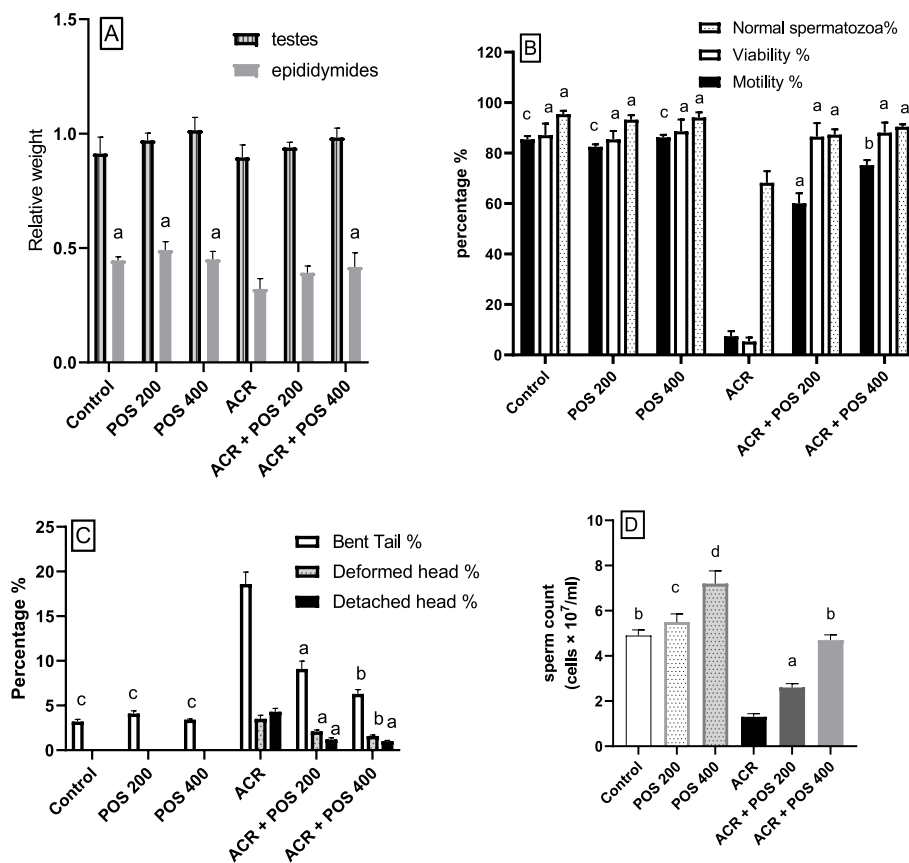 A
testes
epididymides
Relative weight
1.5
1.0
0.5
0.0
a a a a
Control
POS 200
POS 400
ACR
ACR + POS 200
ACR + POS 400
B
Normal spermatozoa%
Viability %
Motility %
percentage %
120
100
80
60
40
20
0
c a a c a a c a a a a a b a a
Control
POS 200
POS 400
ACR
ACR + POS 200
ACR + POS 400
C
Bent Tail %
Deformed head %
Detached head %
Percentage %
25
20
15
10
5
0
c c c a a a b b a
Control
POS 200
POS 400
ACR
ACR + POS 200
ACR + POS 400
D
sperm count
(cells × 10⁷/ml)
10
8
6
4
2
0
b c d a b
Control
POS 200
POS 400
ACR
ACR + POS 200
ACR + POS 400